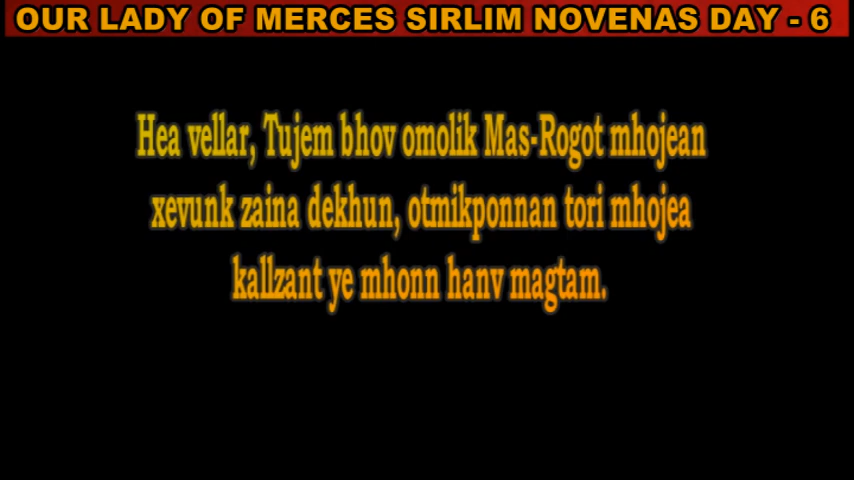 OUR LADY OF MERCES SIRLIM NOVENAS DAY - 6
Hea vellar, Tujem bhov omolik Mas-Rogot mhojean
xevunk zaina dekhun, otmikponnan tori mhojea
kallzant ye mhonn hanv magtam.